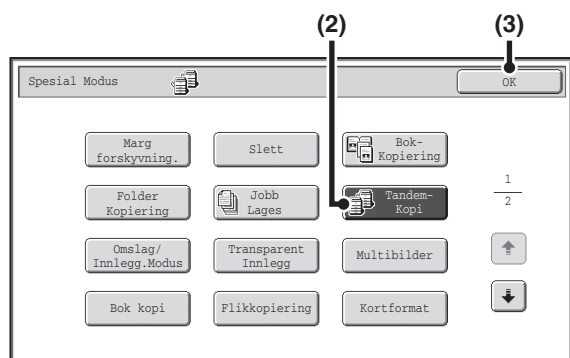 (2) (3)
Spesial Modus OK
Marg
forskyvning.
Slett
Bok-
Kopiering
Folder
Kopiering
Jobb
Lages
Tandem-
Kopi
1
2
Omslag/
Innlegg.Modus
Transparent
Innlegg
Multibilder
Bok kopi
Flikkopiering
Kortformat